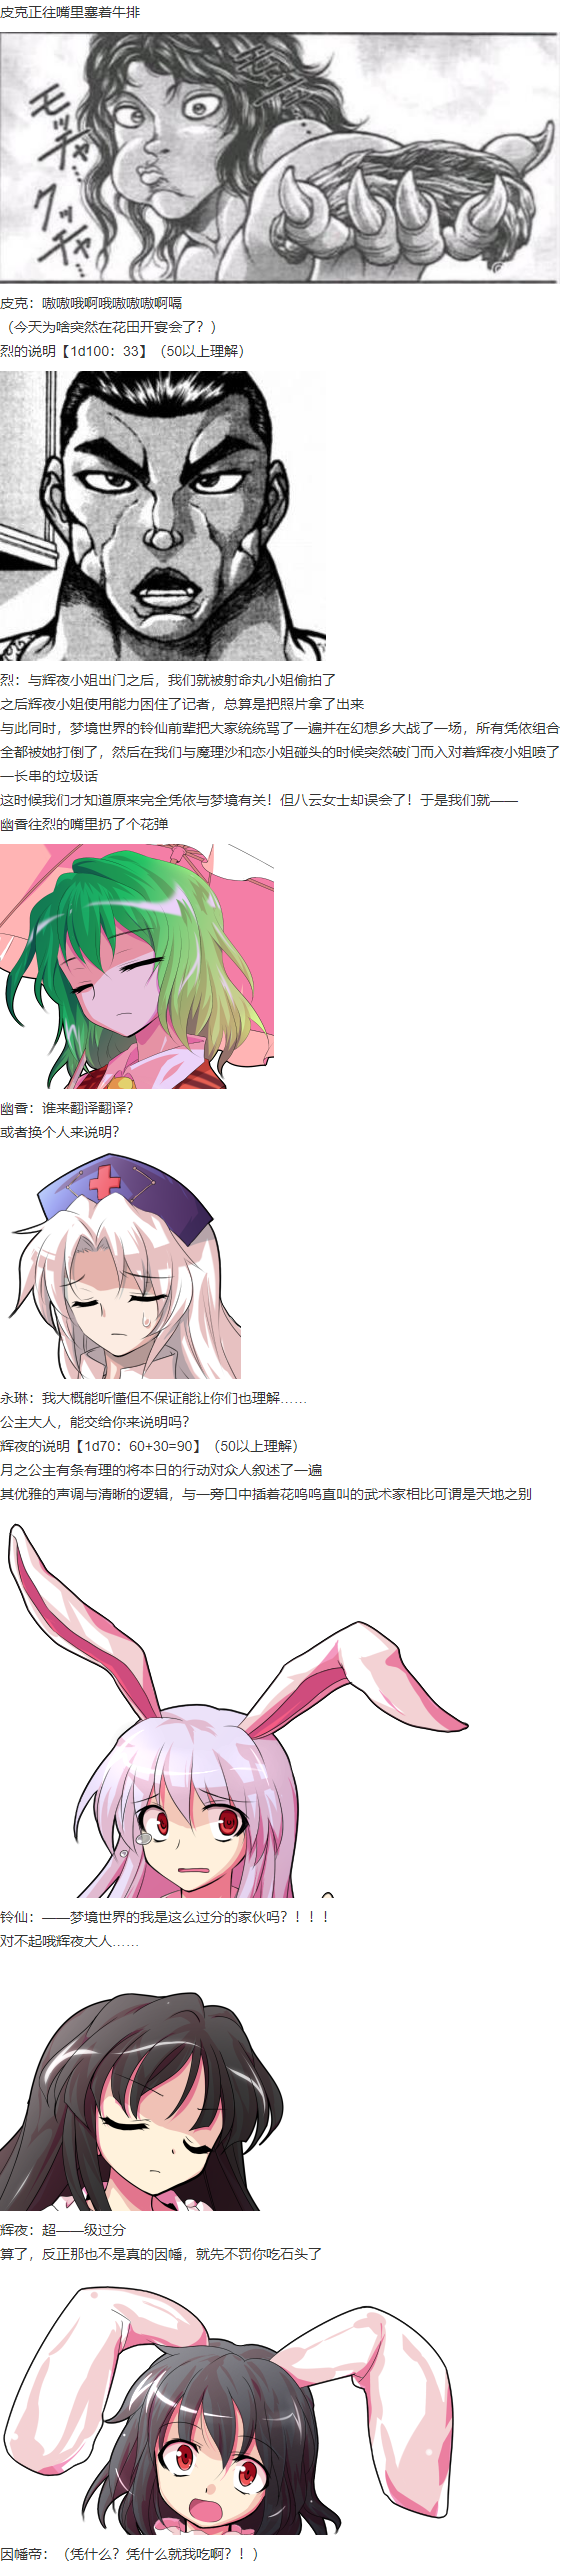 皮克正往嘴里塞着牛排
モッチャ…
クッチャ…
モッチャ…
皮克：嗷嗷哦啊哦嗷嗷嗷啊嗝
（今天为啥突然在花田开宴会了？）
烈的说明【1d100：33】（50以上理解）
烈：与辉夜小姐出门之后，我们就被射命丸小姐偷拍了
之后辉夜小姐使用能力困住了记者，总算是把照片拿了出来
与此同时，梦境世界的铃仙前辈把大家统统骂了一遍并在幻想乡大战了一场，所有凭依组合
全都被她打倒了，然后在我们与魔理沙和恋小姐碰头的时候突然破门而入对着辉夜小姐喷了
一长串的垃圾话
这时候我们才知道原来完全凭依与梦境有关！但八云女士却误会了！于是我们就——
幽香往烈的嘴里扔了个花弹
幽香：谁来翻译翻译？
或者换个人来说明？
永琳：我大概能听懂但不保证能让你们也理解……
公主大人，能交给你来说明吗？
辉夜的说明【1d70：60+30=90】（50以上理解）
月之公主有条有理的将本日的行动对众人叙述了一遍
其优雅的声调与清晰的逻辑，与一旁口中插着花呜呜直叫的武术家相比可谓是天地之别
铃仙：——梦境世界的我是这么过分的家伙吗？！！！
对不起哦辉夜大人……
辉夜：超——级过分
算了，反正那也不是真的因幡，就先不罚你吃石头了
因幡帝：（凭什么？凭什么就我吃啊？！）